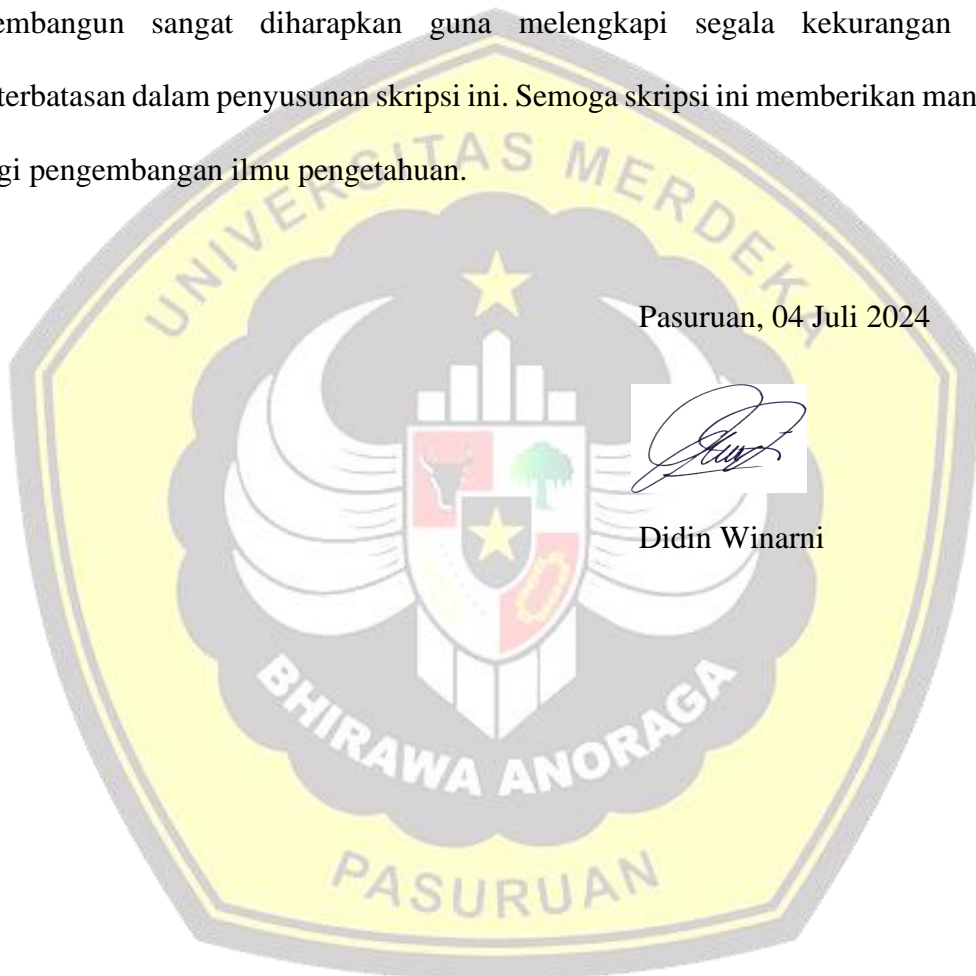 embangun sangat diharapkan guna melengkapi segala kekurangan
terbatasan dalam penyusunan skripsi ini. Semoga skripsi ini memberikan man
gi pengembangan ilmu pengetahuan.
UNIVERSITAS MERDEKA
Pasuruan, 04 Juli 2024
Didin Winarni
BHIRAWA ANORAGA
PASURUAN